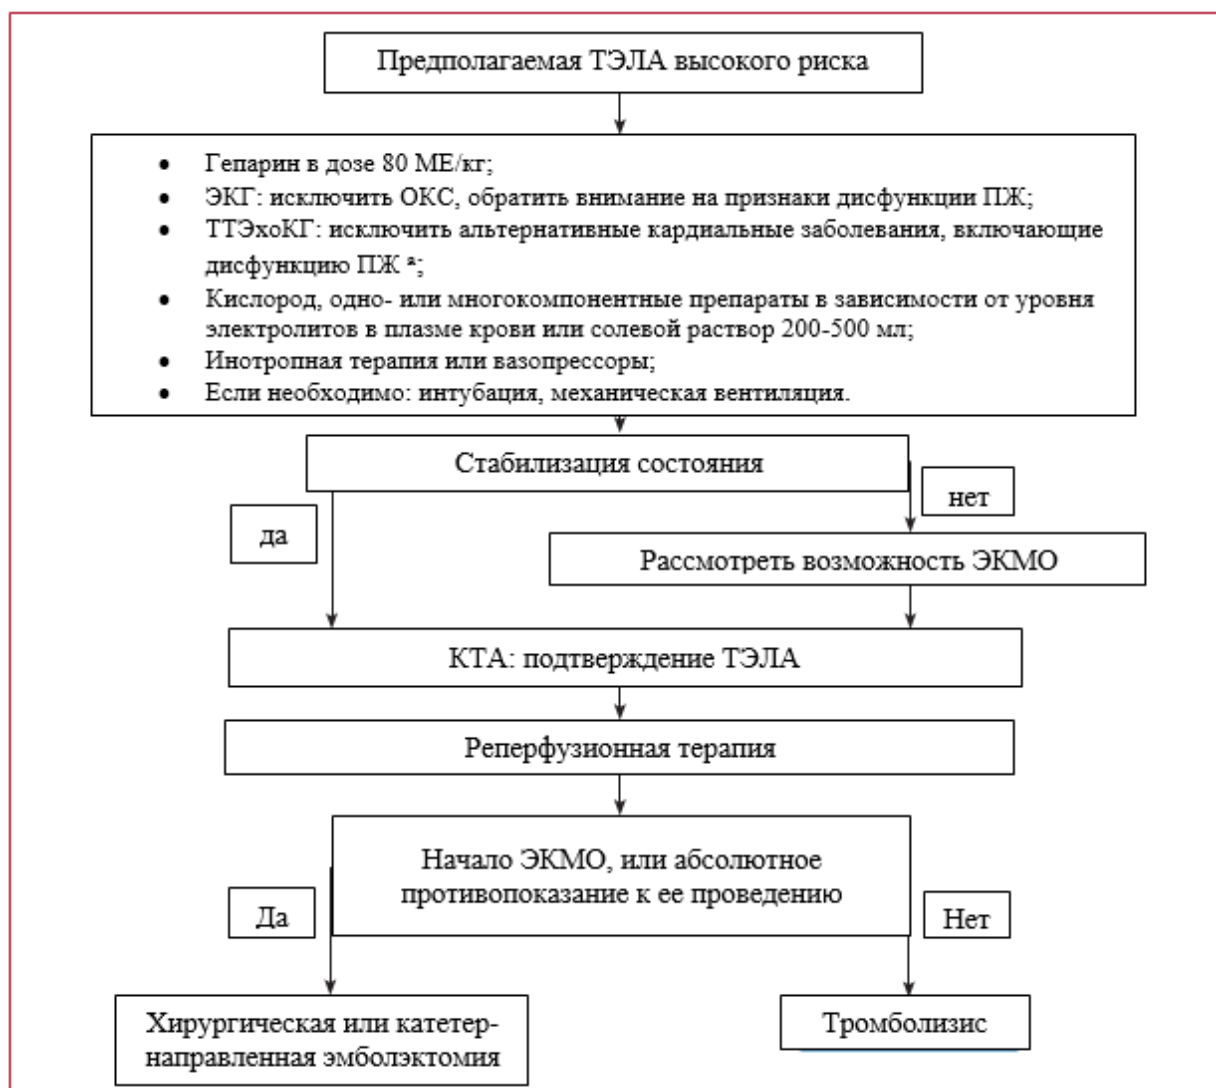 Предполагаемая ТЭЛА высокого риска
• Гепарин в дозе 80 МЕ/кг;
• ЭКГ: исключить ОКС, обратить внимание на признаки дисфункции ПЖ;
• ТТЭхоКГ: исключить альтернативные кардиальные заболевания, включающие
дисфункцию ПЖ ª;
• Кислород, одно- или многокомпонентные препараты в зависимости от уровня
электролитов в плазме крови или солевой раствор 200-500 мл;
• Инотропная терапия или вазопрессоры;
• Если необходимо: интубация, механическая вентиляция.
Стабилизация состояния
да
нет
Рассмотреть возможность ЭКМО
КТА: подтверждение ТЭЛА
Реперфузионная терапия
Начало ЭКМО, или абсолютное
противопоказание к ее проведению
Да
Нет
Хирургическая или катетер-
направленная эмболэктомия
Тромболизис